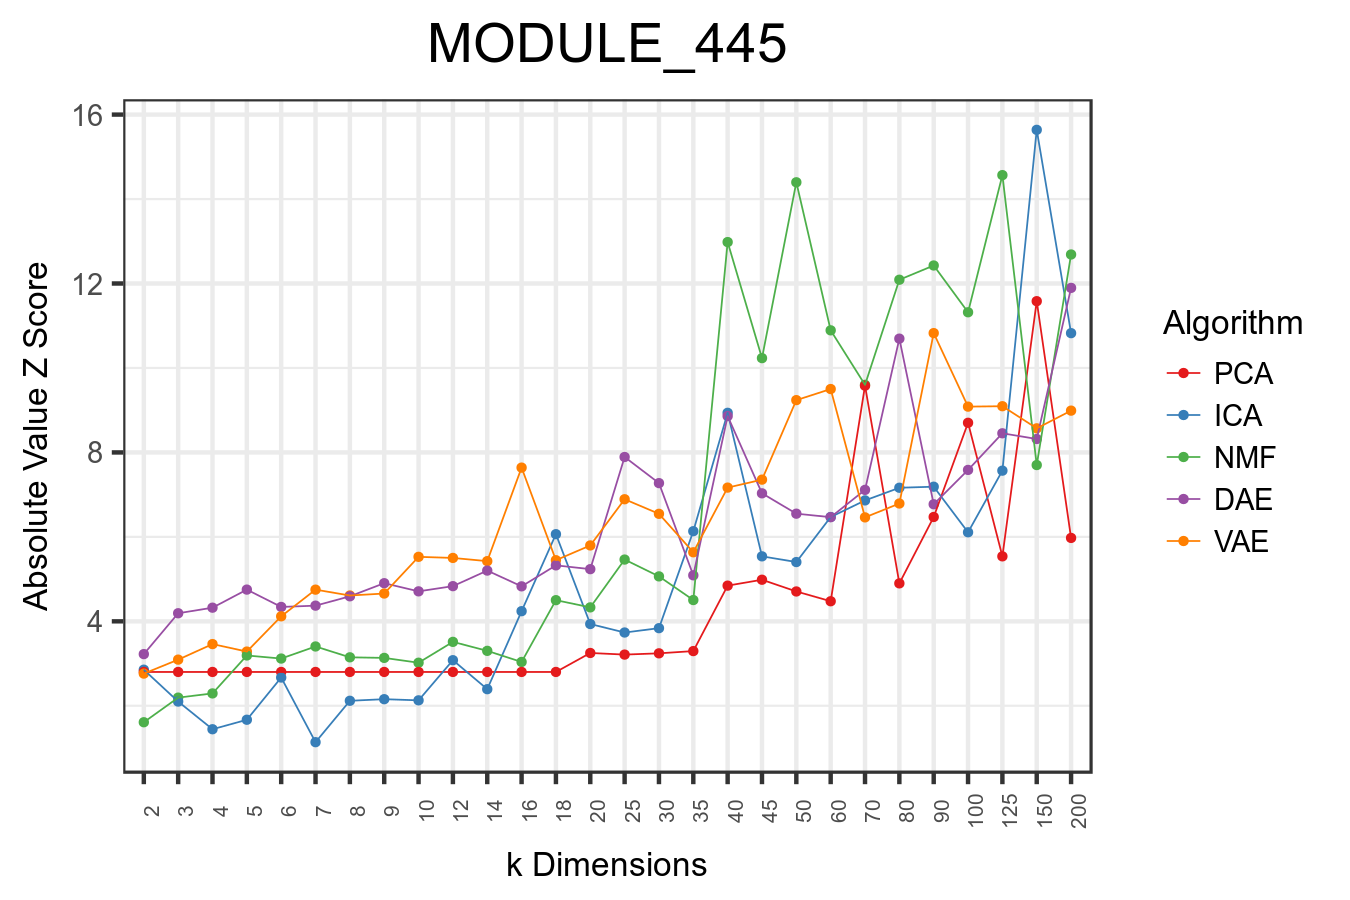 MODULE_445
16
12
8
4
Absolute Value Z Score
2 3 4 5 6 7 8 9 10 12 14 16 18 20 25 30 35 40 45 50 60 70 80 90 100 125 150 200
k Dimensions
Algorithm
PCA
ICA
NMF
DAE
VAE